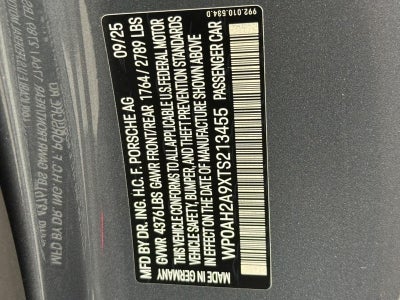 992.010.684.D
09/25
MFD BY DR. ING. H.C. F. PORSCHE AG
GVWR 4376 LBS GAWR FRONT/REAR 1764 / 2789 LBS
THIS VEHICLE CONFORMS TO ALL APPLICABLE U.S.FEDERAL MOTOR
VEHICLE SAFETY, BUMPER, AND THEFT PREVENTION STANDARDS
IN EFFECT ON THE DATE OF MANUFACTURE SHOWN ABOVE
WP0AH2A9XTS213455 PASSENGER CAR
MADE IN GERMANY